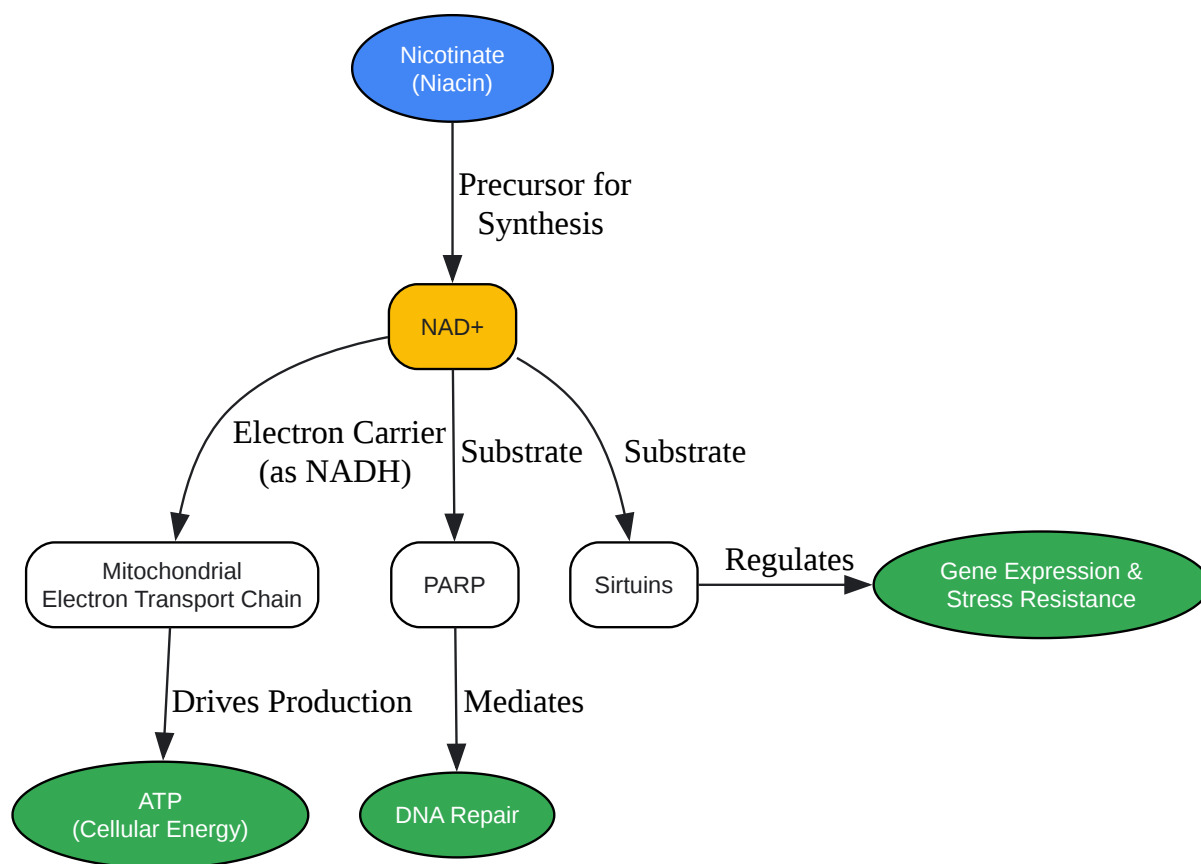 Nicotinate
(Niacin)
Precursor for
Synthesis
NAD+
Electron Carrier
(as NADH)
Substrate
Substrate
Mitochondrial
Electron Transport Chain
PARP
Sirtuins
Regulates
Gene Expression &
Stress Resistance
Drives Production
Mediates
ATP
(Cellular Energy)
DNA Repair